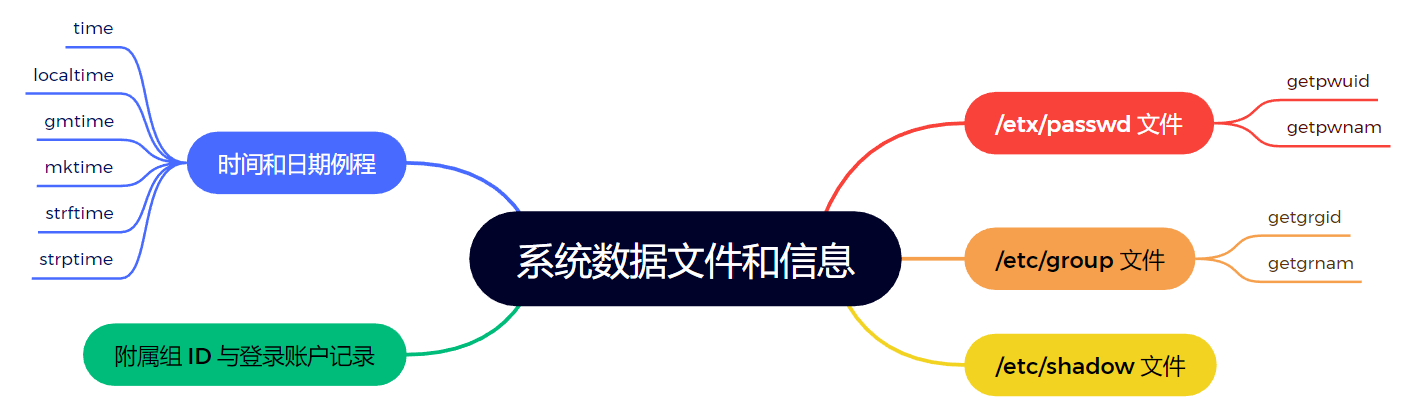 系统数据文件和信息
/etx/passwd 文件
getpwuid
getpwnam
/etc/group 文件
getgrgid
getgrnam
/etc/shadow 文件
时间和日期例程
time
localtime
gmtime
mktime
strftime
strptime
附属组 ID 与登录账户记录